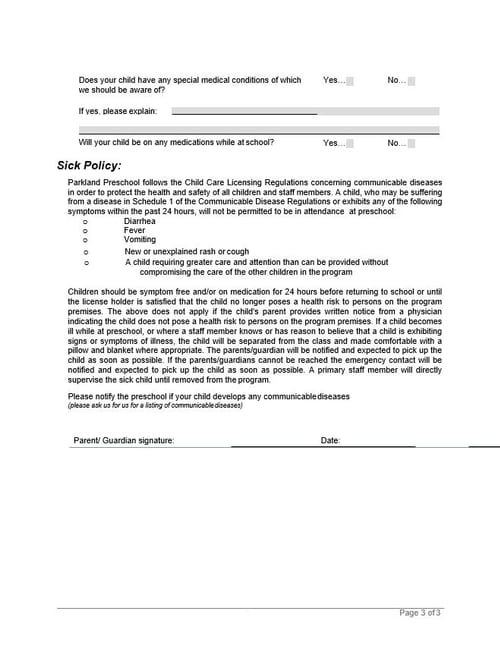 Does your child have any special medical conditions of which Yes... No...
we should be aware of?
If yes, please explain:
Will your child be on any medications while at school? Yes... No...
Sick Policy:
Parkland Preschool follows the Child Care Licensing Regulations concerning communicable diseases
in order to protect the health and safety of all children and staff members. A child, who may be suffering
from a disease in Schedule 1 of the Communicable Disease Regulations or exhibits any of the following
symptoms within the past 24 hours, will not be permitted to be in attendance at preschool:
o Diarrhea
o Fever
o Vomiting
o New or unexplained rash or cough
o A child requiring greater care and attention than can be provided without
compromising the care of the other children in the program
Children should be symptom free and/or on medication for 24 hours before returning to school or until
the license holder is satisfied that the child no longer poses a health risk to persons on the program
premises. The above does not apply if the child's parent provides written notice from a physician
indicating the child does not pose a health risk to persons on the program premises. If a child becomes
ill while at preschool, or where a staff member knows or has reason to believe that a child is exhibiting
signs or symptoms of illness, the child will be separated from the class and made comfortable with a
pillow and blanket where appropriate. The parents/guardian will be notified and expected to pick up the
child as soon as possible. If the parents/guardians cannot be reached the emergency contact will be
notified and expected to pick up the child as soon as possible. A primary staff member will directly
supervise the sick child until removed from the program.
Please notify the preschool if your child develops any communicable diseases
(please ask us for us for a listing of communicable diseases)
Parent/ Guardian signature: Date:
Page 3 of 3